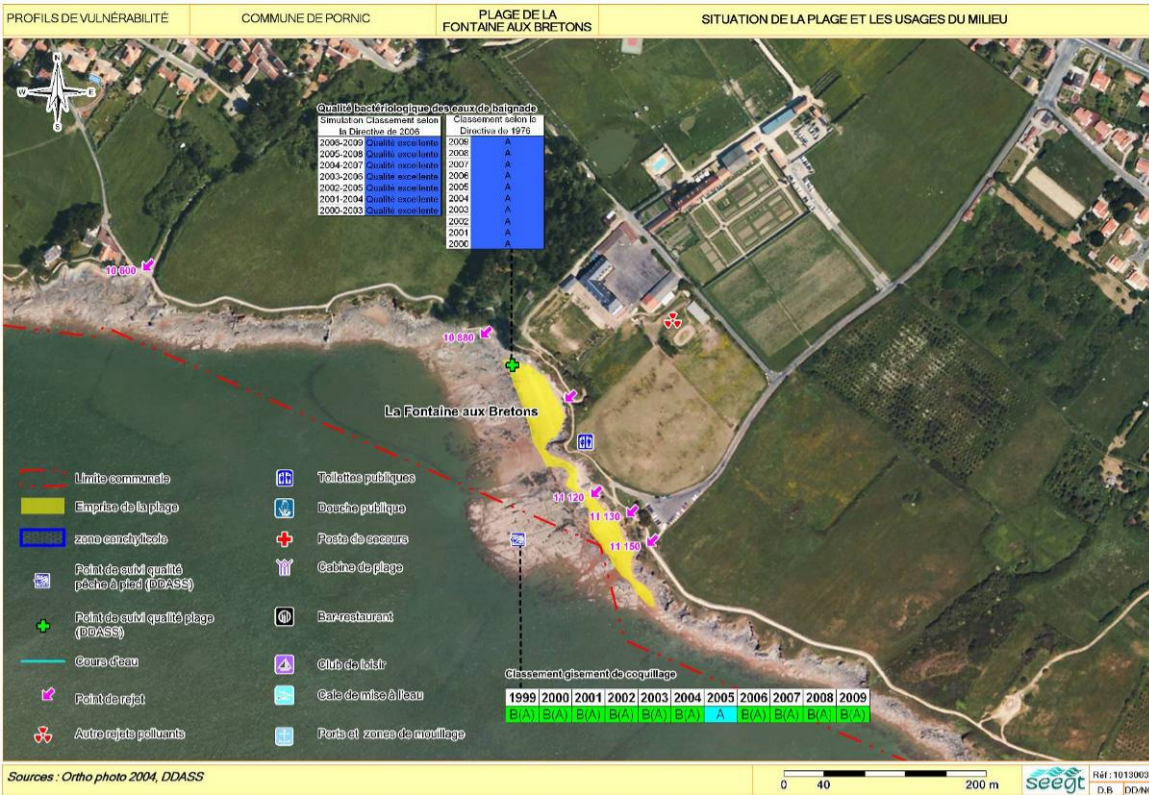 PROFILS DE VULNÉRABILITÉ
COMMUNE DE PORNIC
PLAGE DE LA
FONTAINE AUX BRETONS
SITUATION DE LA PLAGE ET LES USAGES DU MILIEU
N
W E
S
Qualité bactériologique des eaux de baignade
Simulation Classement selon
la Directive de 2006
2006-2009 Qualité excellente
2005-2008 Qualité excellente
2004-2007 Qualité excellente
2003-2006 Qualité excellente
2002-2005 Qualité excellente
2001-2004 Qualité excellente
2000-2003 Qualité excellente
Classement selon la
Directive de 1976
2009 A
2008 A
2007 A
2006 A
2005 A
2004 A
2003 A
2002 A
2001 A
2000 A
10 800
10 880
La Fontaine aux Bretons
11 120
11 130
11 150
Limite communale
Emprise de la plage
zone conchylicole
Point de suivi qualité
pêche à pied (DDASS)
Point de suivi qualité plage
(DDASS)
Cours d'eau
Point de rejet
Autre rejets polluants
Toilettes publiques
Douche publique
Poste de secours
Cabine de plage
Bar-restaurant
Club de loisir
Cale de mise à l'eau
Ports et zones de mouillage
Classement gisement de coquillage
1999 2000 2001 2002 2003 2004 2005 2006 2007 2008 2009
B(A) B(A) B(A) B(A) B(A) B(A) A B(A) B(A) B(A) B(A)
Sources : Ortho photo 2004, DDASS
0 40 200 m
seegt
Réf : 1013003
D.B